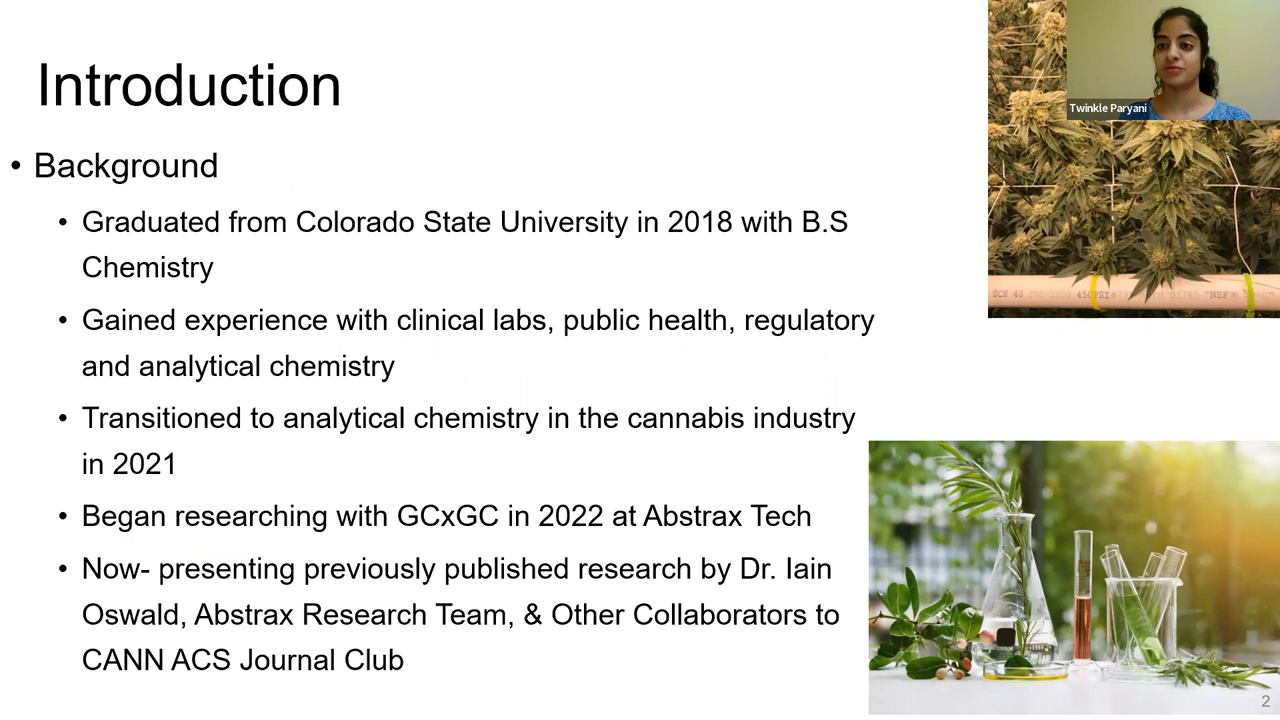 Introduction
• Background
• Graduated from Colorado State University in 2018 with B.S
Chemistry
• Gained experience with clinical labs, public health, regulatory
and analytical chemistry
• Transitioned to analytical chemistry in the cannabis industry
in 2021
• Began researching with GCxGC in 2022 at Abstrax Tech
• Now- presenting previously published research by Dr. Iain
Oswald, Abstrax Research Team, & Other Collaborators to
CANN ACS Journal Club
Twinkle Paryani
SCH 40
"NSF®
2